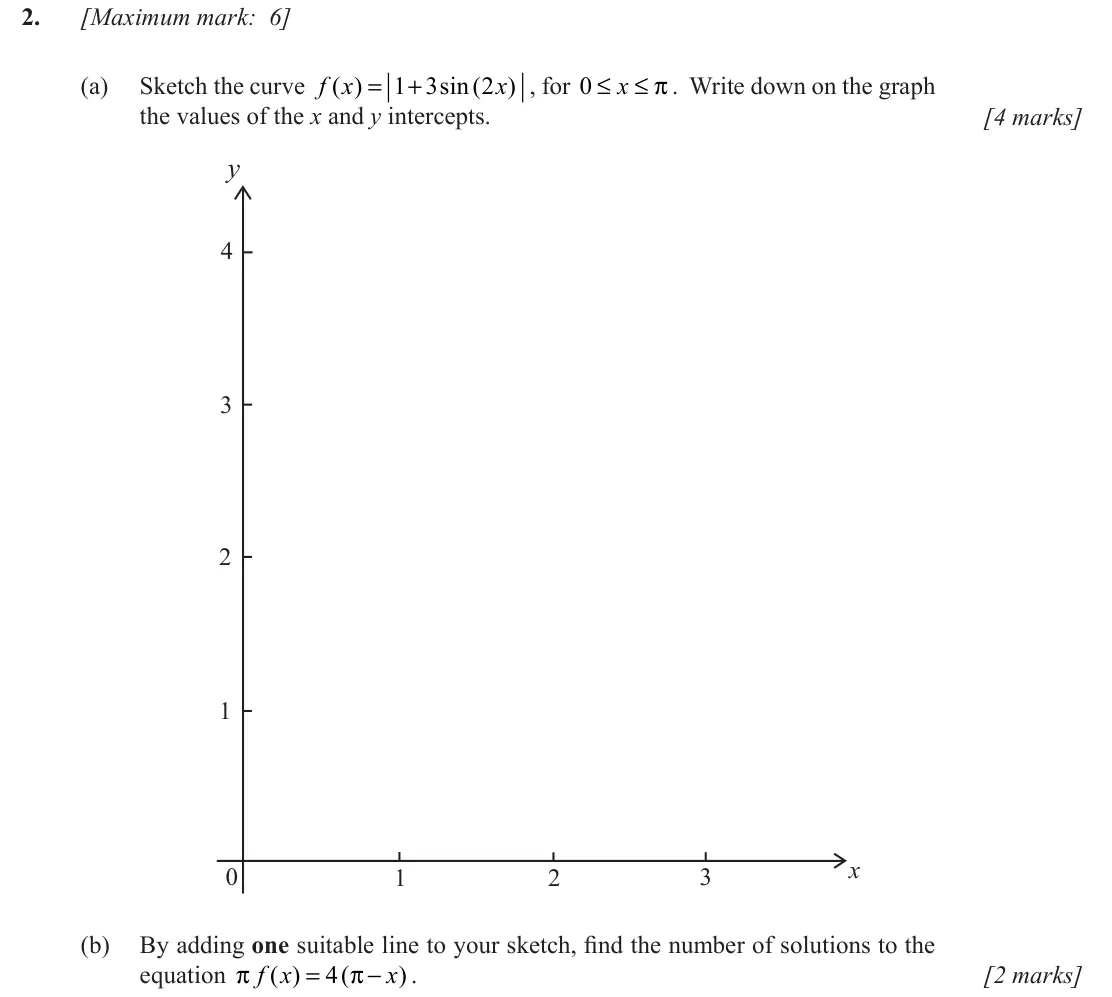 2. [Maximum mark: 6]
(a) Sketch the curve f(x)=|1+3sin(2x)|, for 0≤x≤π. Write down on the graph
the values of the x and y intercepts. [4 marks]
y
4
3
2
1
0 1 2 3 x
(b) By adding one suitable line to your sketch, find the number of solutions to the
equation πf(x)=4(π−x). [2 marks]